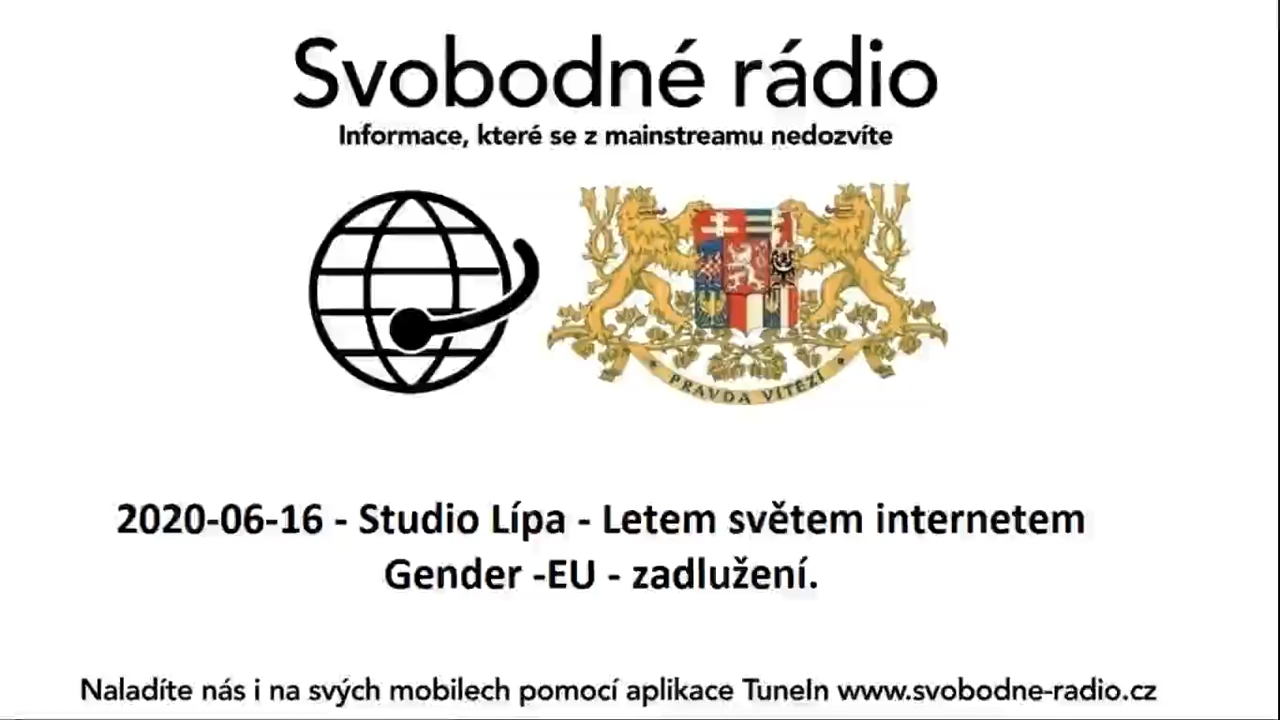 Svobodné rádio
Informace, které se z mainstreamu nedozvíte
PRAVDA VÍTĚZÍ
2020-06-16 - Studio Lípa - Letem světem internetem
Gender -EU - zadlužení.
Naladíte nás i na svých mobilech pomocí aplikace TuneIn www.svobodne-radio.cz